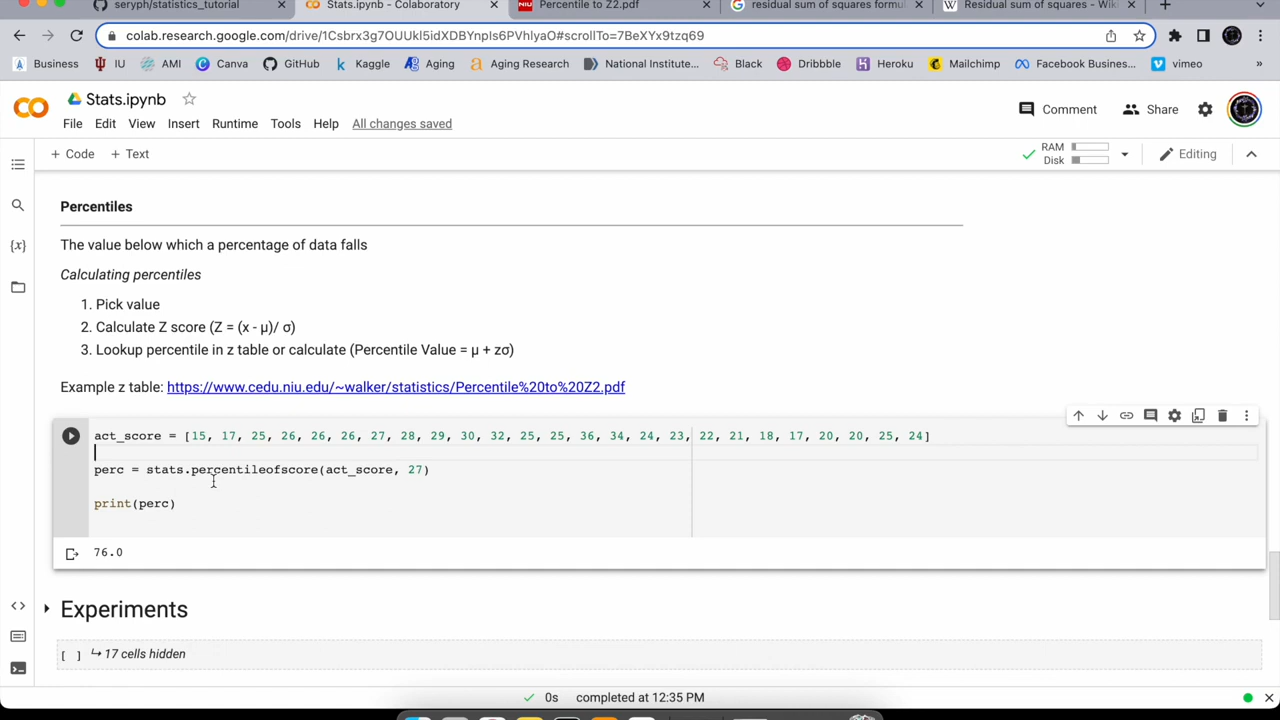 seryph/statistics_tutorial
Stats.ipynb - Colaboratory
Percentile to Z2.pdf
residual sum of squares formul
Residual sum of squares - Wiki
colab.research.google.com/drive/1Csbrx3g7OUUkl5idXDBYnpIs6PVhlyaO#scrollTo=7BeXYx9tzq69
Business
IU
AMI
Canva
GitHub
Kaggle
Aging
Aging Research
National Institute...
Black
Dribbble
Heroku
Mailchimp
Facebook Busines...
vimeo
»
Stats.ipynb
Comment
Share
File Edit View Insert Runtime Tools Help All changes saved
+ Code + Text
RAM
Disk
Editing
Percentiles
The value below which a percentage of data falls
Calculating percentiles
1. Pick value
2. Calculate Z score (Z = (x - μ)/ σ)
3. Lookup percentile in z table or calculate (Percentile Value = μ + zσ)
Example z table: https://www.cedu.niu.edu/~walker/statistics/Percentile%20to%20Z2.pdf
act_score = [15, 17, 25, 26, 26, 26, 27, 28, 29, 30, 32, 25, 25, 36, 34, 24, 23, 22, 21, 18, 17, 20, 20, 25, 24]
perc = stats.percentileofscore(act_score, 27)
print(perc)
76.0
Experiments
[ ] ↳ 17 cells hidden
0s completed at 12:35 PM